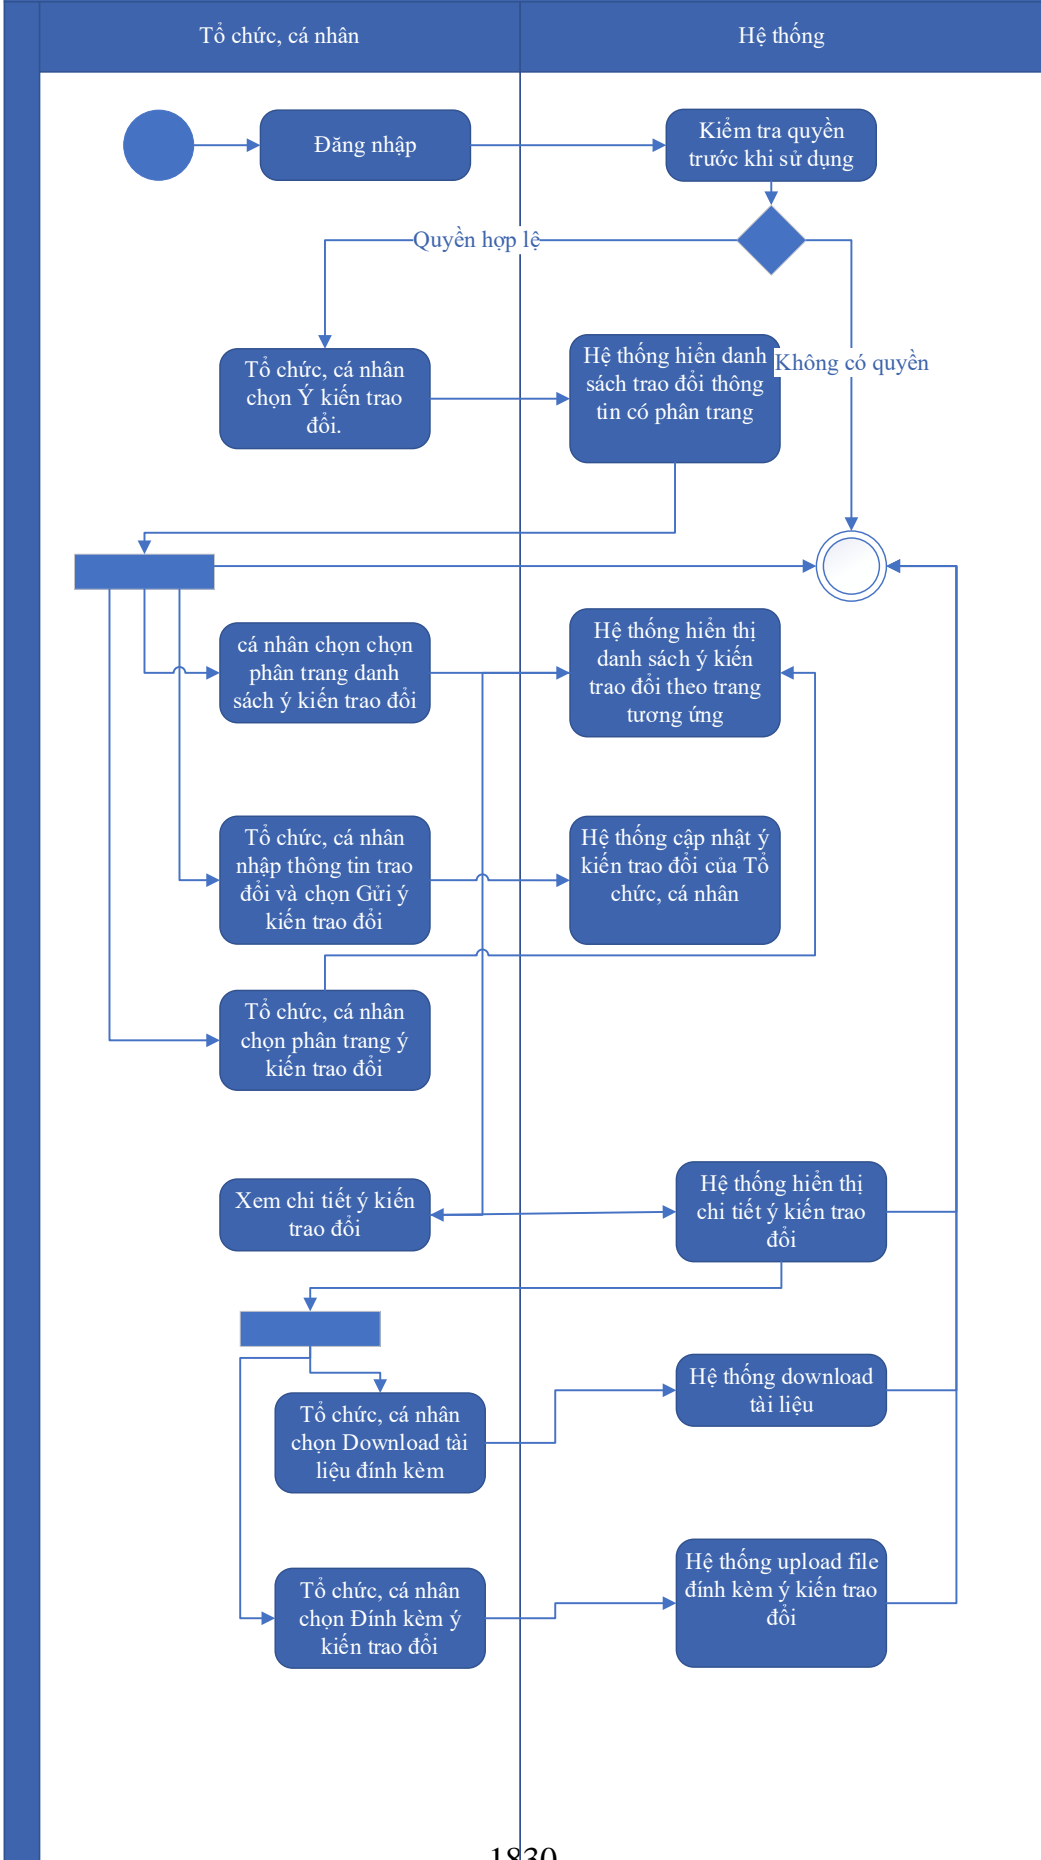 Tổ chức, cá nhân
Hệ thống
Đăng nhập
Kiểm tra quyền
trước khi sử dụng
Quyền hợp lệ
Không có quyền
Tổ chức, cá nhân
chọn Ý kiến trao
đổi.
Hệ thống hiển danh
sách trao đổi thông
tin có phân trang
cá nhân chọn chọn
phân trang danh
sách ý kiến trao đổi
Hệ thống hiển thị
danh sách ý kiến
trao đổi theo trang
tương ứng
Tổ chức, cá nhân
nhập thông tin trao
đổi và chọn Gửi ý
kiến trao đổi
Hệ thống cập nhật ý
kiến trao đổi của Tổ
chức, cá nhân
Tổ chức, cá nhân
chọn phân trang ý
kiến trao đổi
Xem chi tiết ý kiến
trao đổi
Hệ thống hiển thị
chi tiết ý kiến trao
đổi
Tổ chức, cá nhân
chọn Download tài
liệu đính kèm
Hệ thống download
tài liệu
Tổ chức, cá nhân
chọn Đính kèm ý
kiến trao đổi
Hệ thống upload file
đính kèm ý kiến trao
đổi
1830